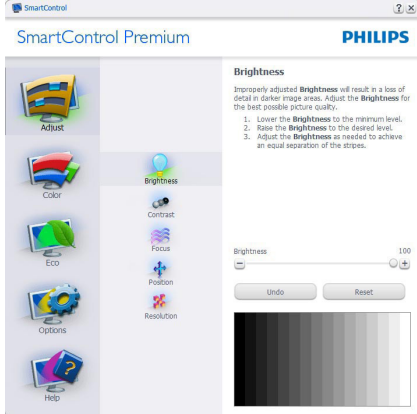 SmartControl
SmartControl Premium
PHILIPS
Adjust
Color
Eco
Options
Help
Brightness
Contrast
Focus
Position
Resolution
Brightness
Improperly adjusted Brightness will result in a loss of
detail in darker image areas. Adjust the Brightness for
the best possible picture quality.
1. Lower the Brightness to the minimum level.
2. Rase the Brightness to the desired level.
3. Adjust the Brightness as needed to achieve
an equal separation of the stripes.
Brightness 100
Undo Reset